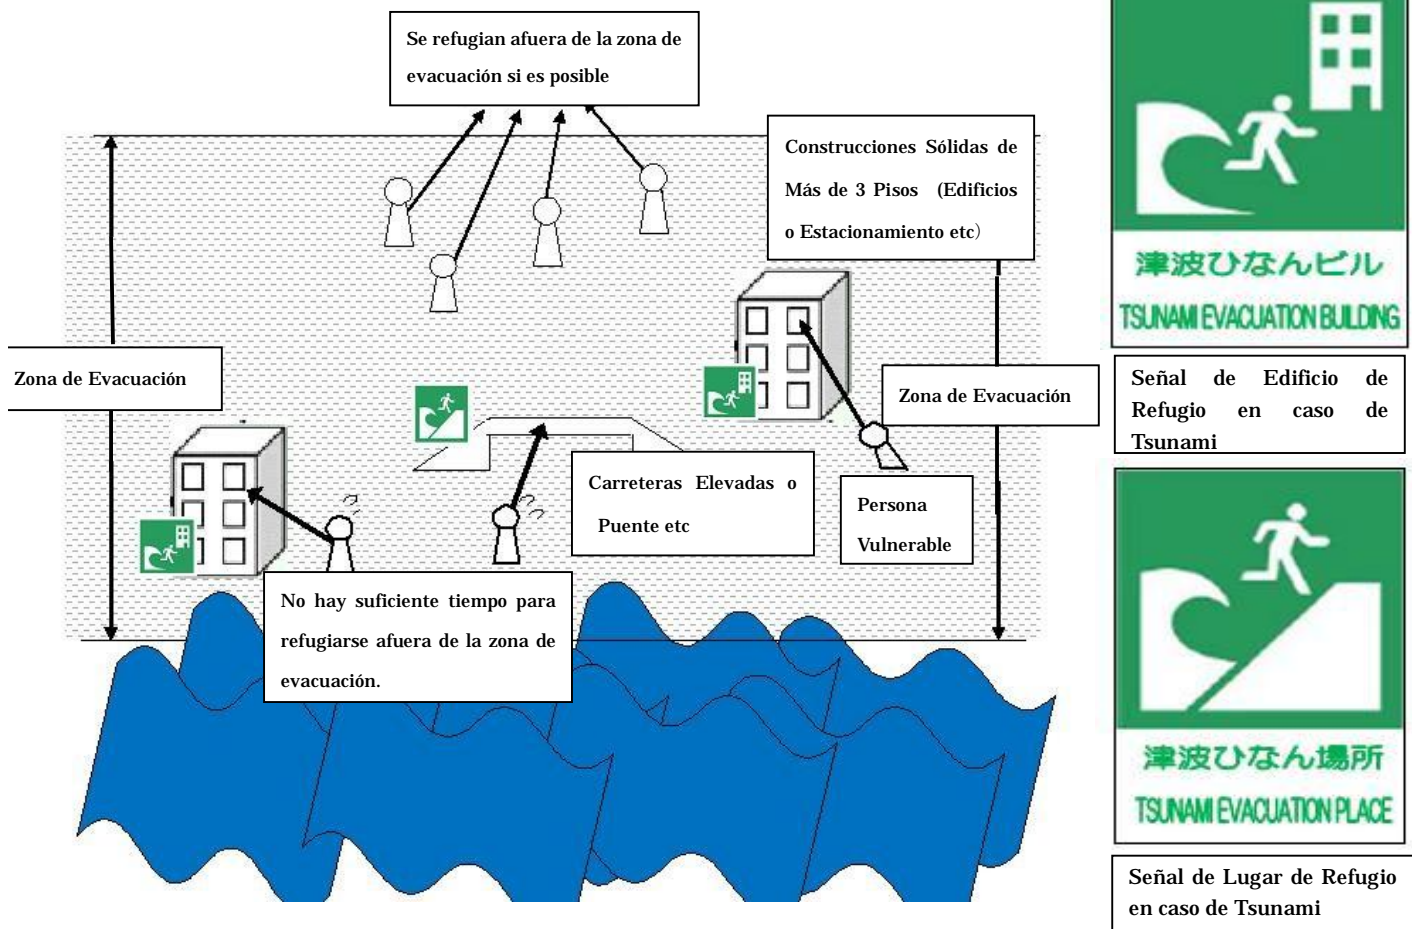 Se refugian afuera de la zona de
evacuación si es posible
Construcciones Sólidas de
Más de 3 Pisos (Edificios
o Estacionamiento etc)
Zona de Evacuación
Zona de Evacuación
Carreteras Elevadas o
Puente etc
Persona
Vulnerable
No hay suficiente tiempo para
refugiarse afuera de la zona de
evacuación.
津波ひなんビル
TSUNAMI EVACUATION BUILDING
Señal de Edificio de
Refugio en caso de
Tsunami
津波ひなん場所
TSUNAMI EVACUATION PLACE
Señal de Lugar de Refugio
en caso de Tsunami